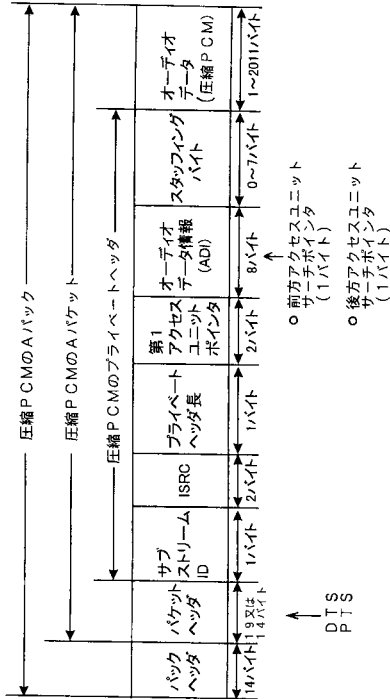 圧縮PCMのAパック
圧縮PCMのAパケット
圧縮PCMのプライベートヘッダ
パック
ヘッダ
パケット
ヘッダ
サブ
ストリーム
ID
ISRC
プライベート
ヘッダ長
第1
アクセス
ユニット
ポインタ
オーディオ
データ情報
(ADI)
スタッフィング
バイト
オーディオ
データ
(圧縮PCM)
14バイト
19又は
14バイト
1バイト
2バイト
1バイト
2バイト
8バイト
0~7バイト
1~2011バイト
DTS
PTS
○ 前方アクセスユニット
サーチポインタ
(1バイト)
○ 後方アクセスユニット
サーチポインタ
(1バイト)